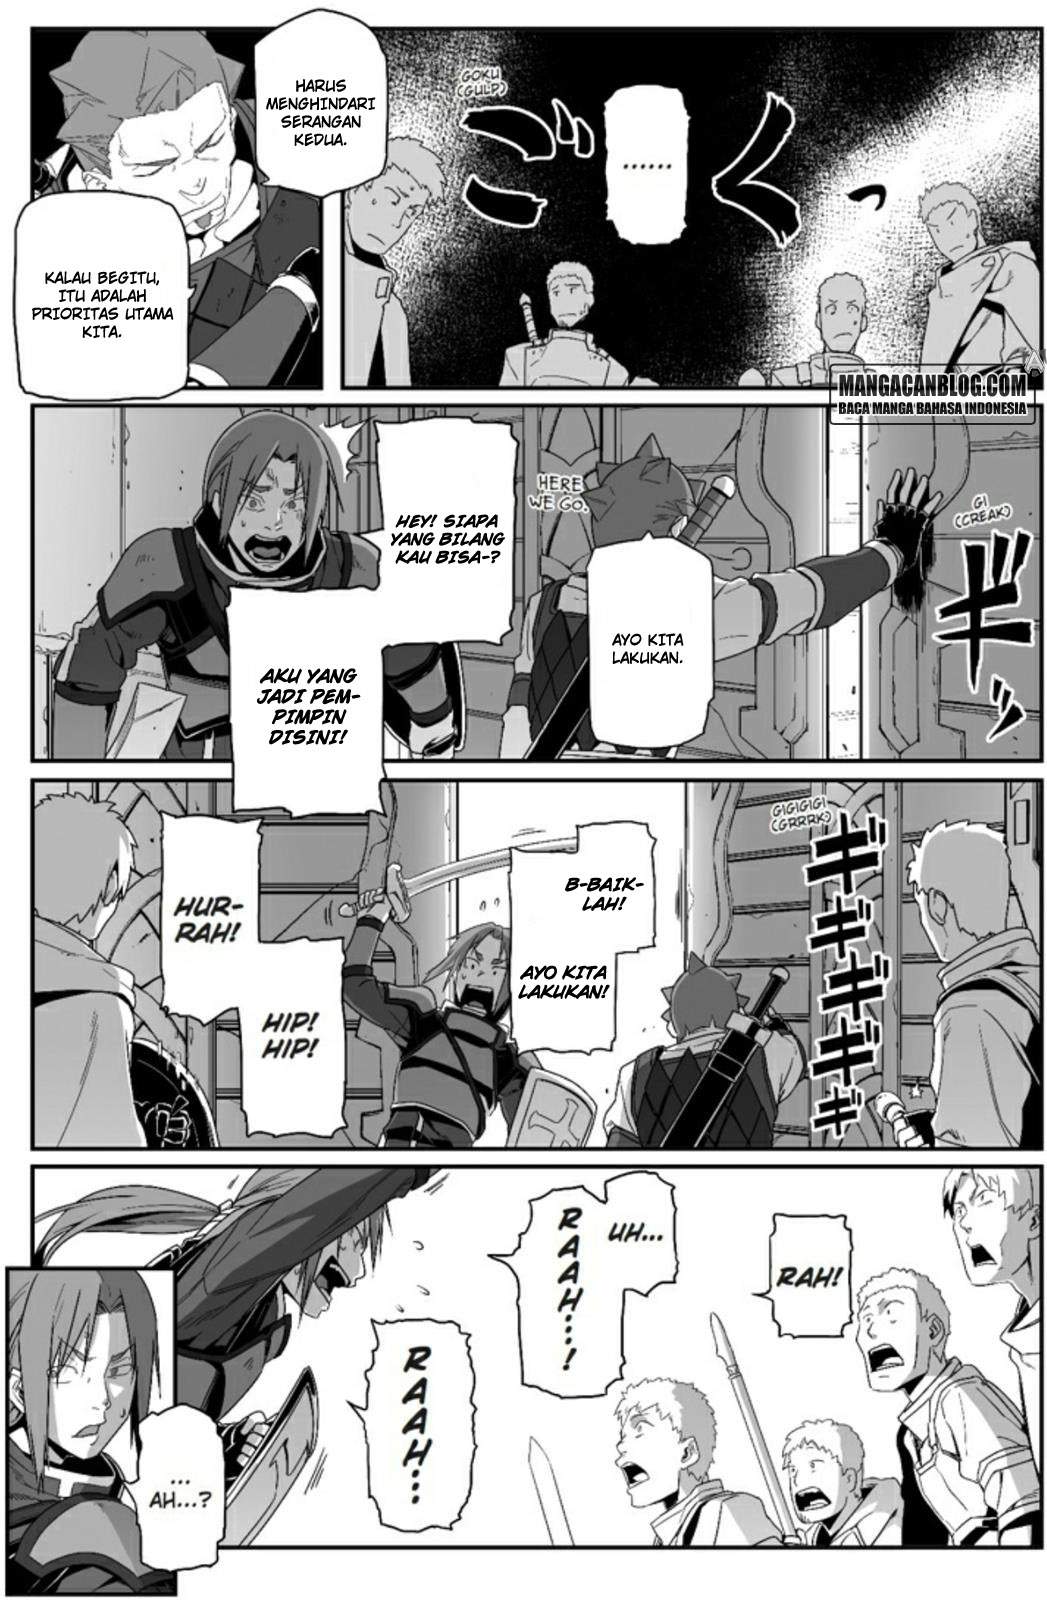 HARUS
MENGHINDARI
SERANGAN
KEDUA.
KALAU BEGITU,
ITU ADALAH
PRIORITAS UTAMA
KITA.
GOKU
(GULP)
ごくっ
......
MANGACANBLOG.COM
BACA MANGA BAHASA INDONESIA
HEY! SIAPA
YANG BILANG
KAU BISA-?
AKU YANG
JADI PEM-
PIMPIN
DISINI!
HERE
WE GO.
AYO KITA
LAKUKAN.
GI
(CREAK)
ギッ
GIGIGIGI
(GRRRK)
ギギギギギ
B-BAIK-
LAH!
AYO KITA
LAKUKAN!
HUR-
RAH!
HIP!
HIP!
UH...
RAAH...!
RAH!
RAAH...
...
AH...?